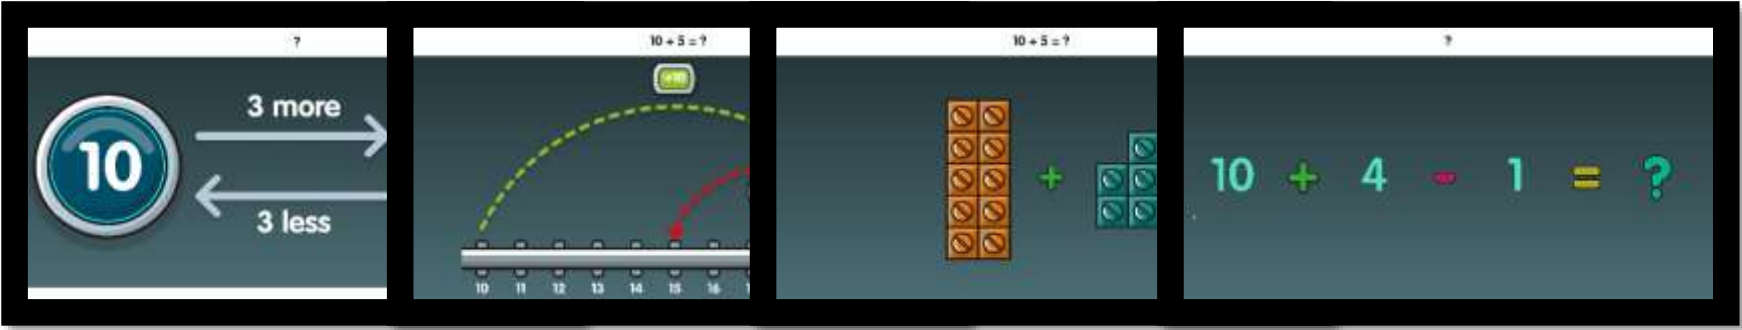 ?
3 more
10
3 less
10 + 5 = ?
+10
10 11 12 13 14 15 16
10 + 5 = ?
+
?
10 + 4 - 1 = ?